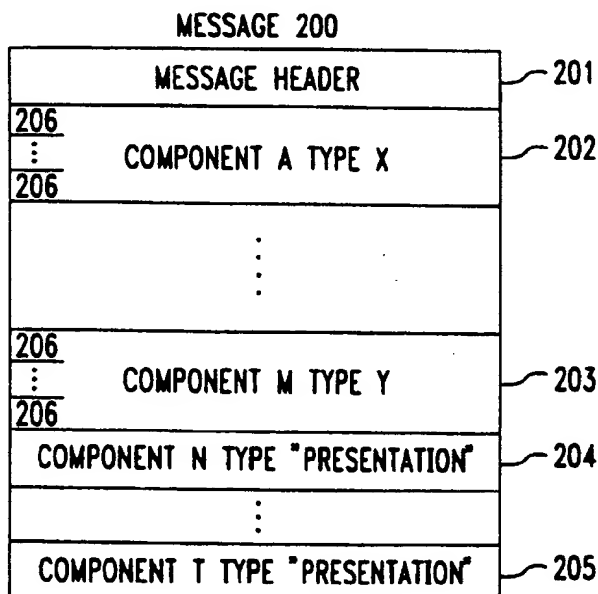 MESSAGE 200
MESSAGE HEADER
201
206
⋮
206
COMPONENT A TYPE X
202
⋮
206
⋮
206
COMPONENT M TYPE Y
203
COMPONENT N TYPE "PRESENTATION"
204
⋮
COMPONENT T TYPE "PRESENTATION"
205